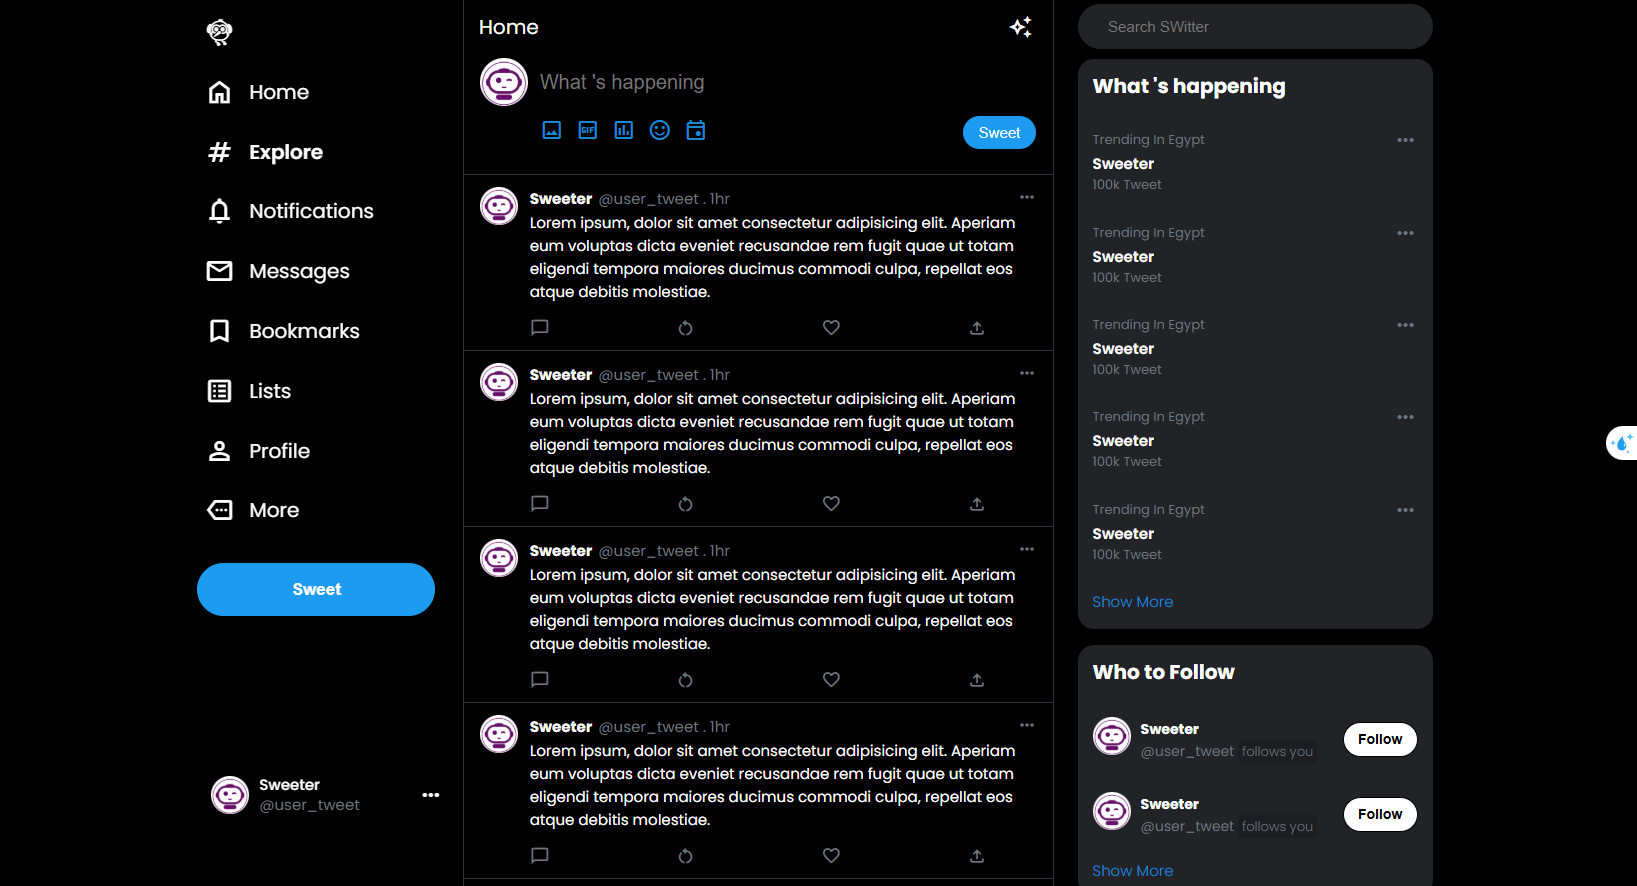 Home
Explore
Notifications
Messages
Bookmarks
Lists
Profile
More
Sweet
Sweeter
@user_tweet
Home
What 's happening
GIF
Sweet
Sweeter @user_tweet . 1hr
Lorem ipsum, dolor sit amet consectetur adipisicing elit. Aperiam
eum voluptas dicta eveniet recusandae rem fugit quae ut totam
eligendi tempora maiores ducimus commodi culpa, repellat eos
atque debitis molestiae.
Sweeter @user_tweet . 1hr
Lorem ipsum, dolor sit amet consectetur adipisicing elit. Aperiam
eum voluptas dicta eveniet recusandae rem fugit quae ut totam
eligendi tempora maiores ducimus commodi culpa, repellat eos
atque debitis molestiae.
Sweeter @user_tweet . 1hr
Lorem ipsum, dolor sit amet consectetur adipisicing elit. Aperiam
eum voluptas dicta eveniet recusandae rem fugit quae ut totam
eligendi tempora maiores ducimus commodi culpa, repellat eos
atque debitis molestiae.
Sweeter @user_tweet . 1hr
Lorem ipsum, dolor sit amet consectetur adipisicing elit. Aperiam
eum voluptas dicta eveniet recusandae rem fugit quae ut totam
eligendi tempora maiores ducimus commodi culpa, repellat eos
atque debitis molestiae.
Search SWitter
What 's happening
Trending In Egypt
Sweeter
100k Tweet
Trending In Egypt
Sweeter
100k Tweet
Trending In Egypt
Sweeter
100k Tweet
Trending In Egypt
Sweeter
100k Tweet
Trending In Egypt
Sweeter
100k Tweet
Show More
Who to Follow
Sweeter
@user_tweet follows you
Follow
Sweeter
@user_tweet follows you
Follow
Show More